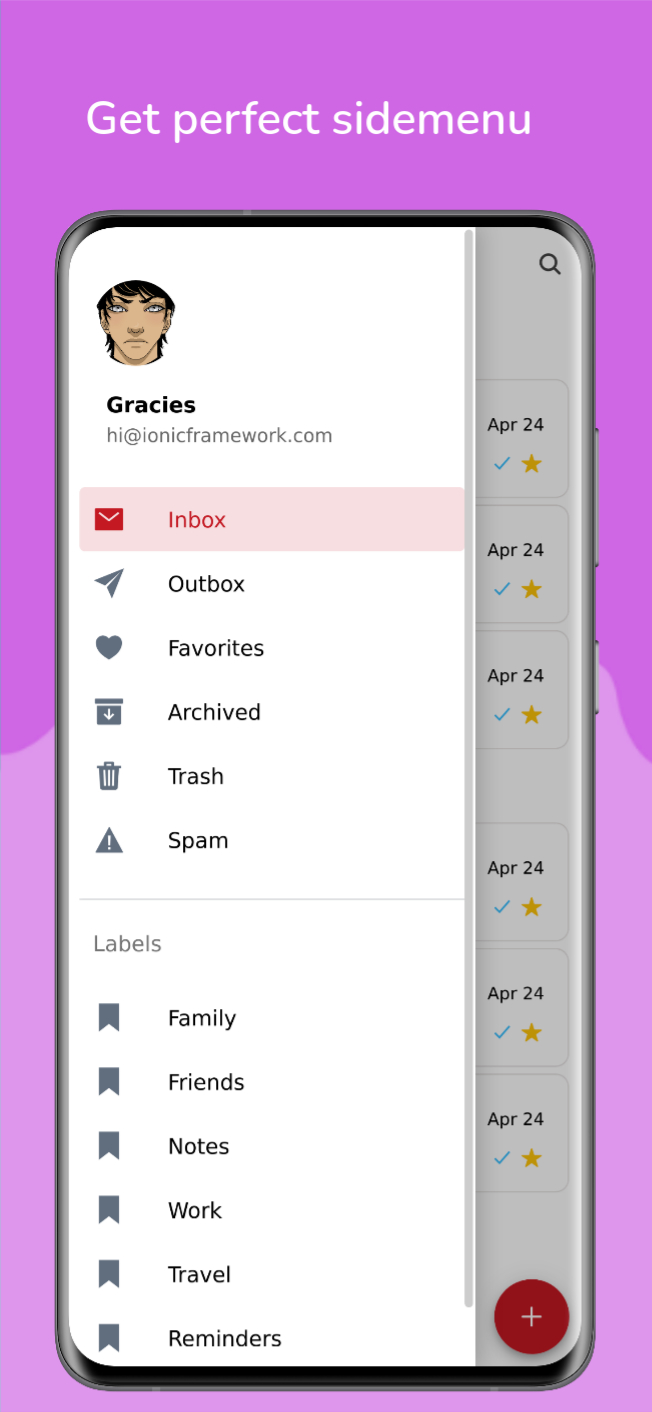 Get perfect sidemenu
Gracies
hi@ionicframework.com
Inbox
Outbox
Favorites
Archived
Trash
Spam
Labels
Family
Friends
Notes
Work
Travel
Reminders
Apr 24
Apr 24
Apr 24
Apr 24
Apr 24
Apr 24